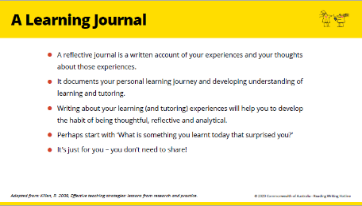 A Learning Journal
A reflective journal is a written account of your experiences and your thoughts
about those experiences.
It documents your personal learning journey and developing understanding of
learning and tutoring.
Writing about your learning (and tutoring) experiences will help you to develop
the habit of being thoughtful, reflective and analytical.
Perhaps start with 'What is something you learnt today that surprised you?'
It's just for you – you don't need to share!
Adapted from: Killen, R. 2006, Effective teaching strategies: lessons from research and practice.
© 2020 Commonwealth of Australia - Reading Writing Hotline